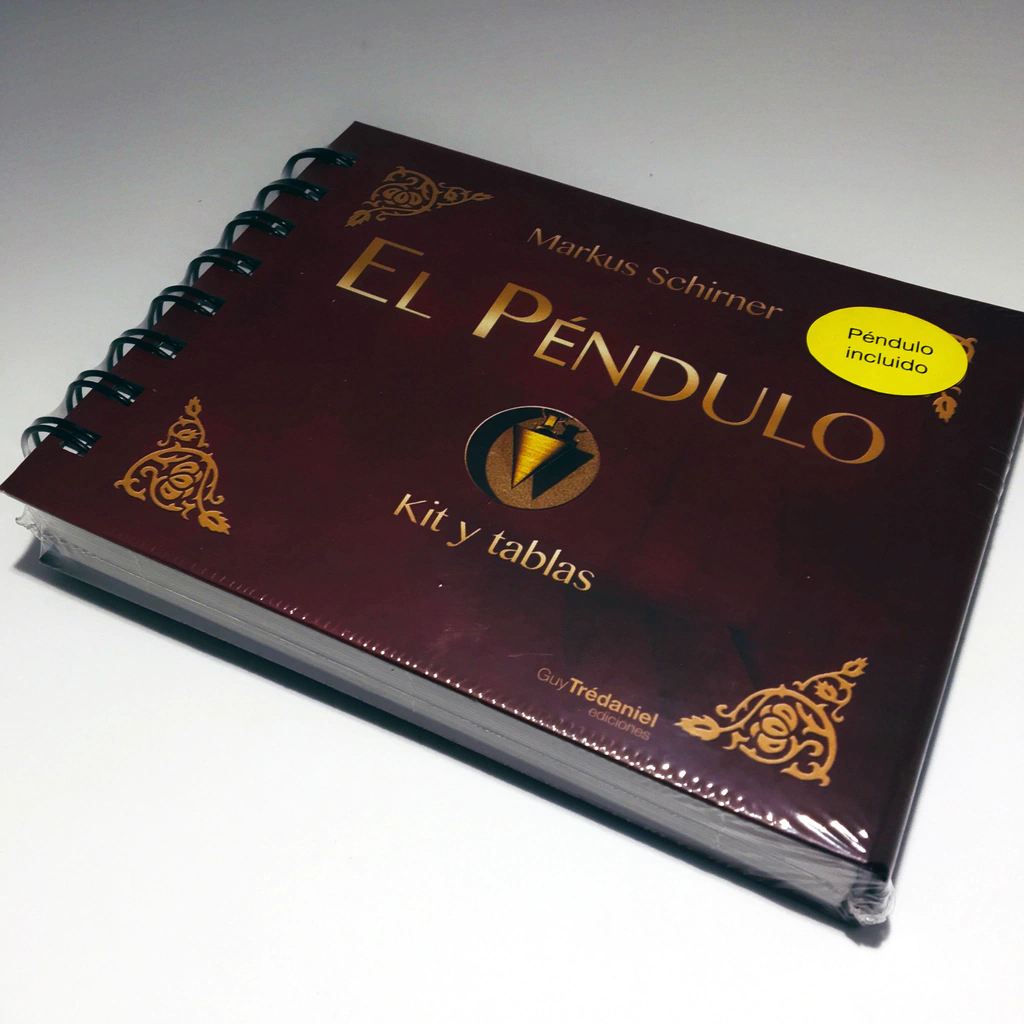 Markus Schirner
EL PÉNDULO
Péndulo
incluido
Kit y tablas
Guy Trédaniel
ediciones